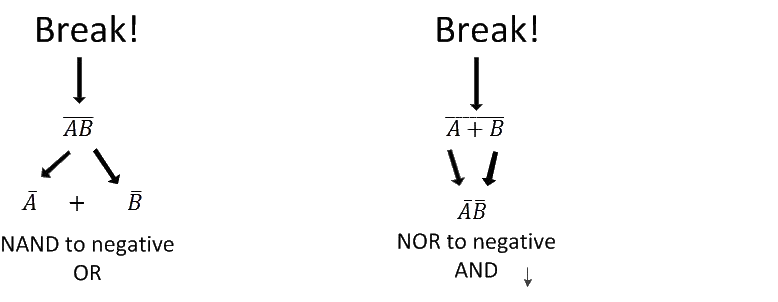 Break!
$\overline{AB}$
$\bar{A}$ + $\bar{B}$
NAND to negative
OR
Break!
$\overline{A + B}$
$\bar{A}\bar{B}$
NOR to negative
AND